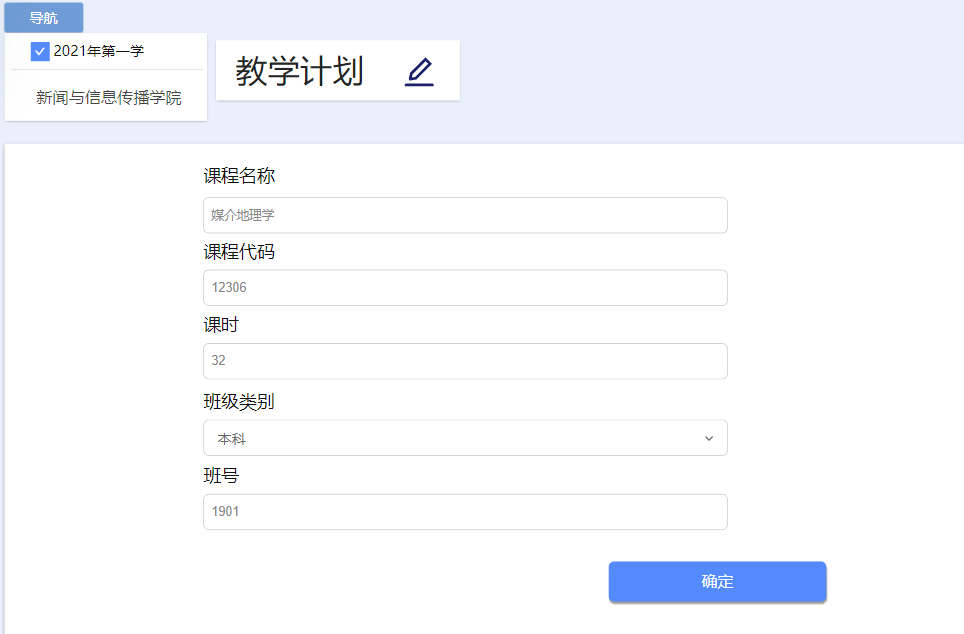 导航
2021年第一学
新闻与信息传播学院
教学计划
课程名称
媒介地理学
课程代码
12306
课时
32
班级类别
本科
班号
1901
确定